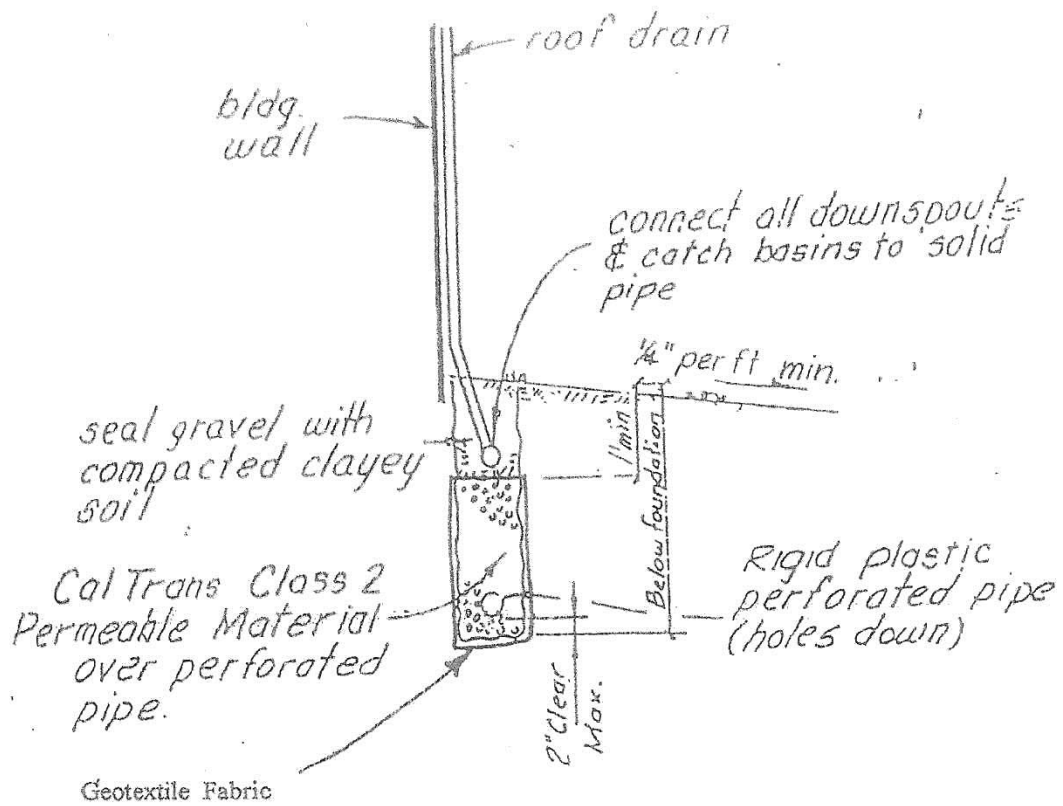 roof drain
bldg.
wall
connect all downspouts
& catch basins to solid
pipe
1/4" per ft min.
seal gravel with
compacted clayey
soil
1' min
Below foundation
Cal Trans Class 2
Permeable Material
over perforated
pipe.
Rigid plastic
perforated pipe
(holes down)
2" Clear
Max.
Geotextile Fabric